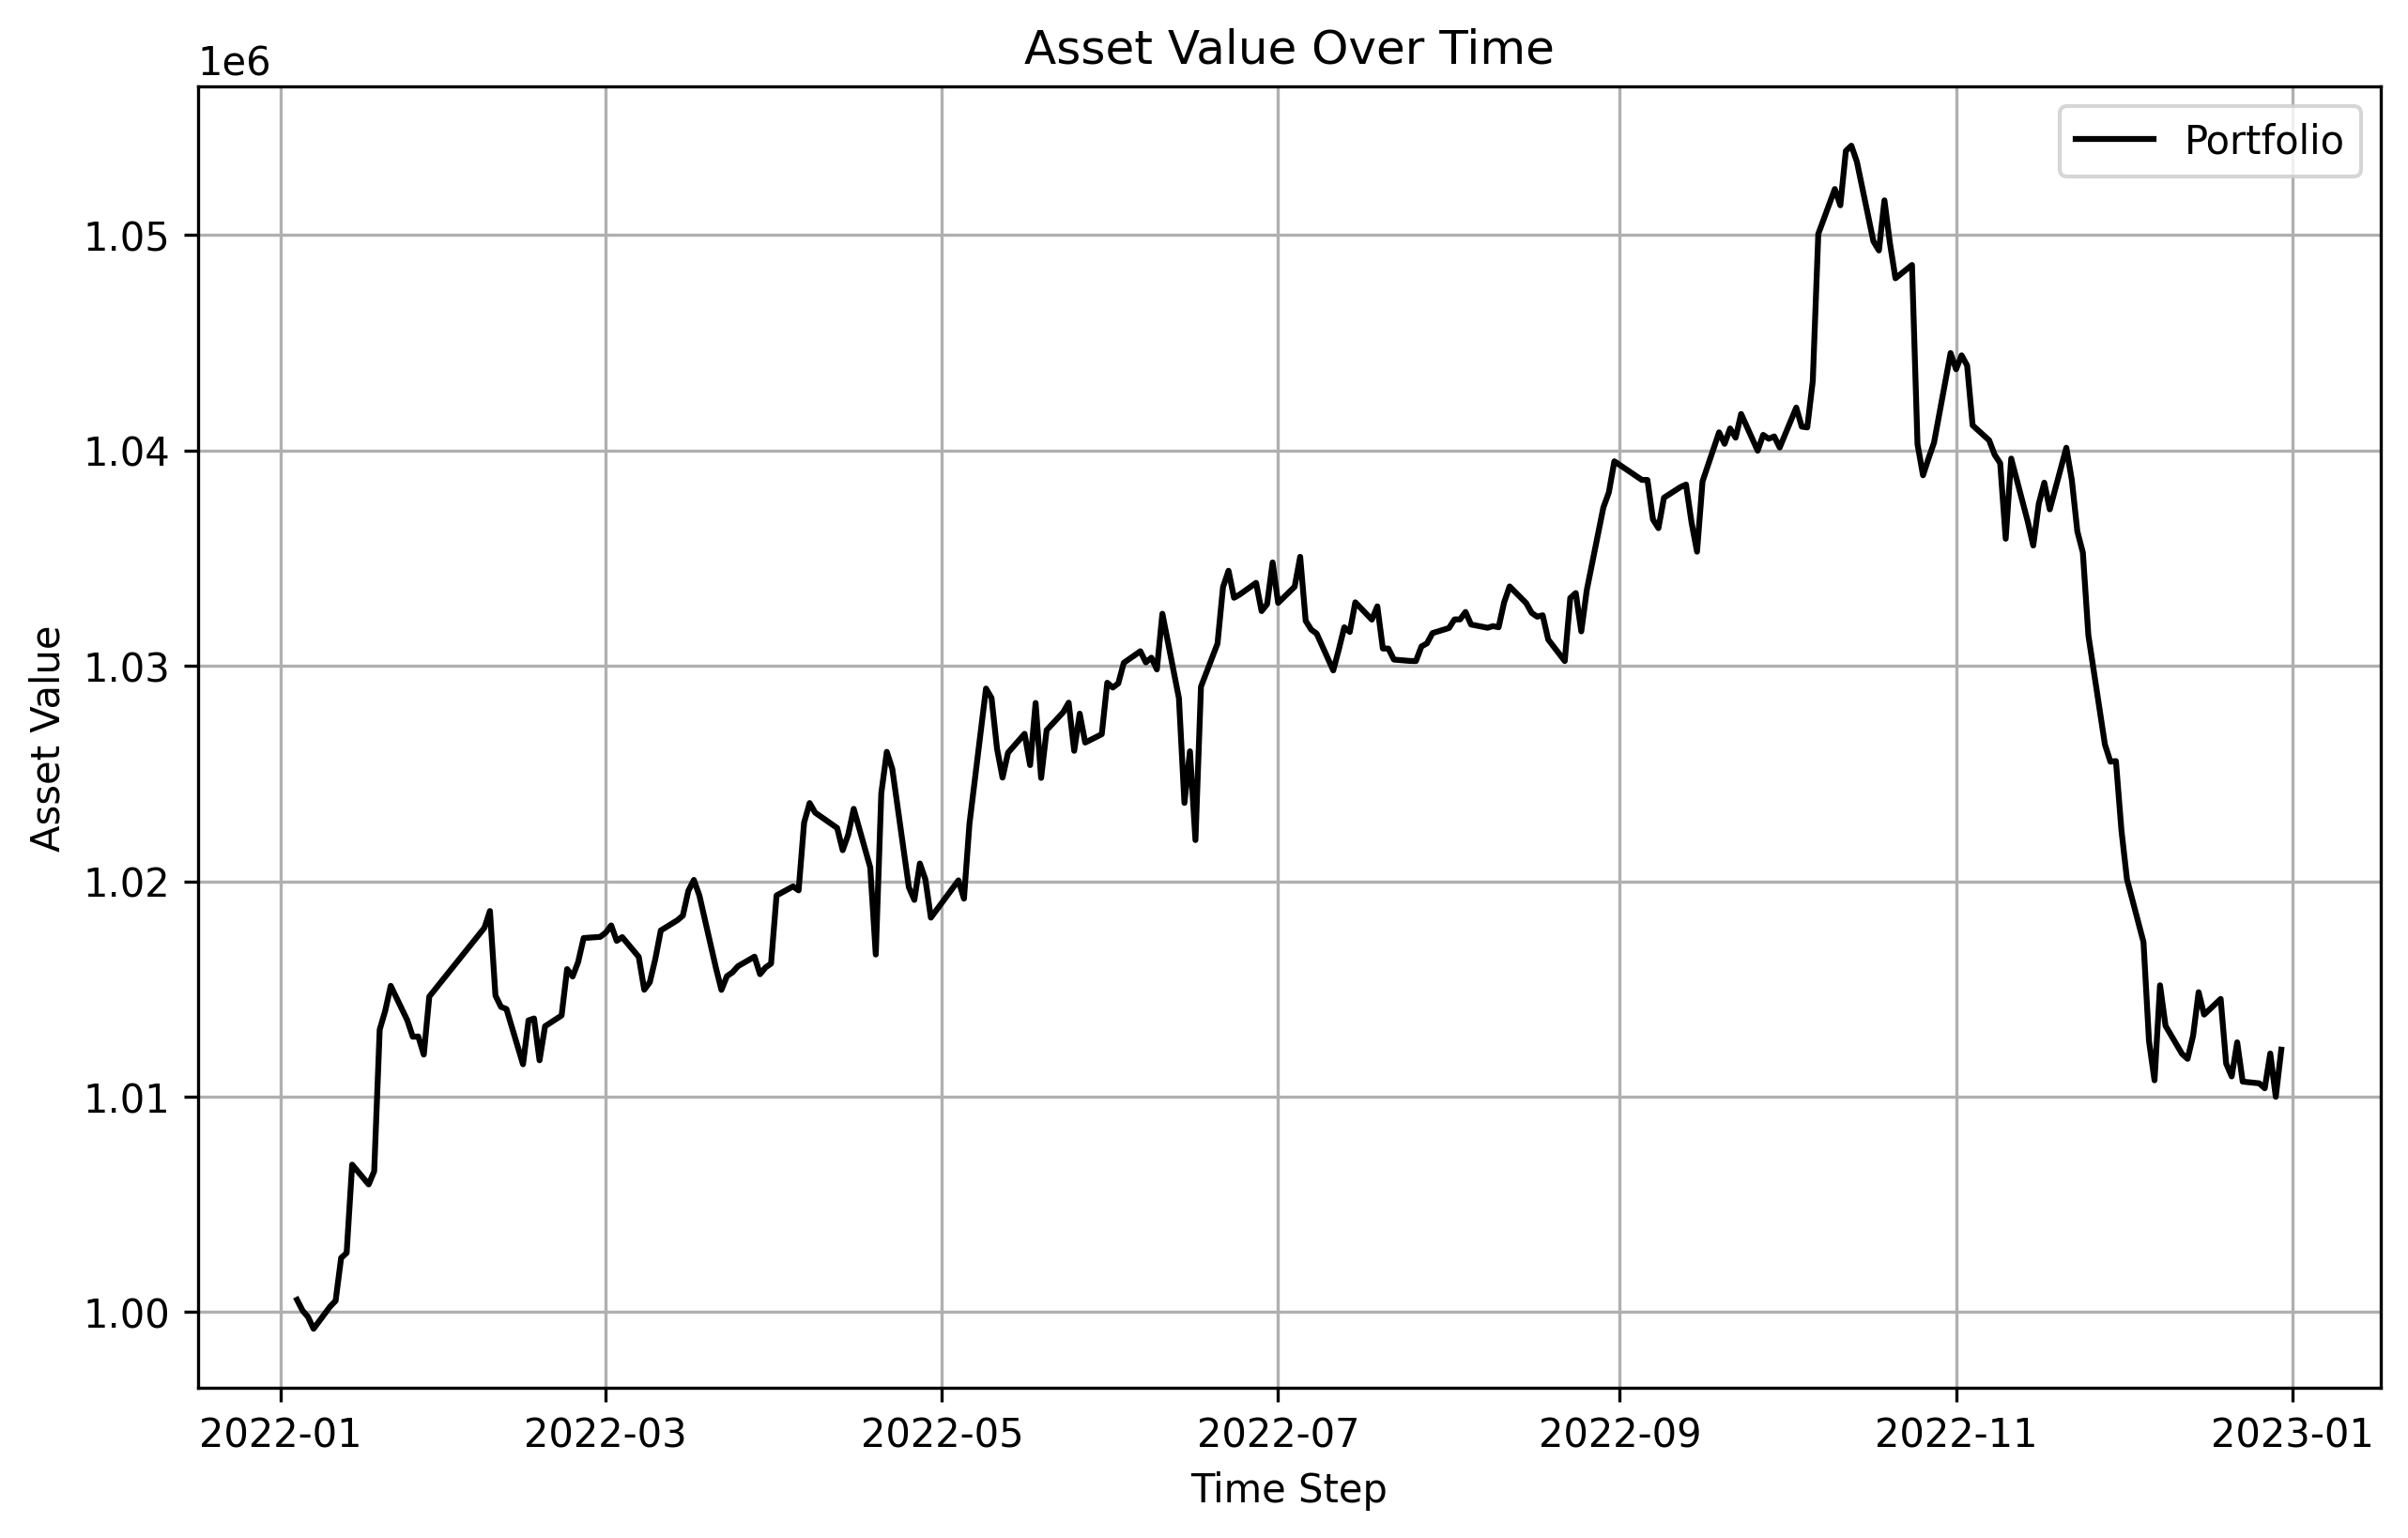 Asset Value Over Time
1e6
Portfolio
1.05
1.04
1.03
1.02
1.01
1.00
Asset Value
2022-01 2022-03 2022-05 2022-07 2022-09 2022-11 2023-01
Time Step